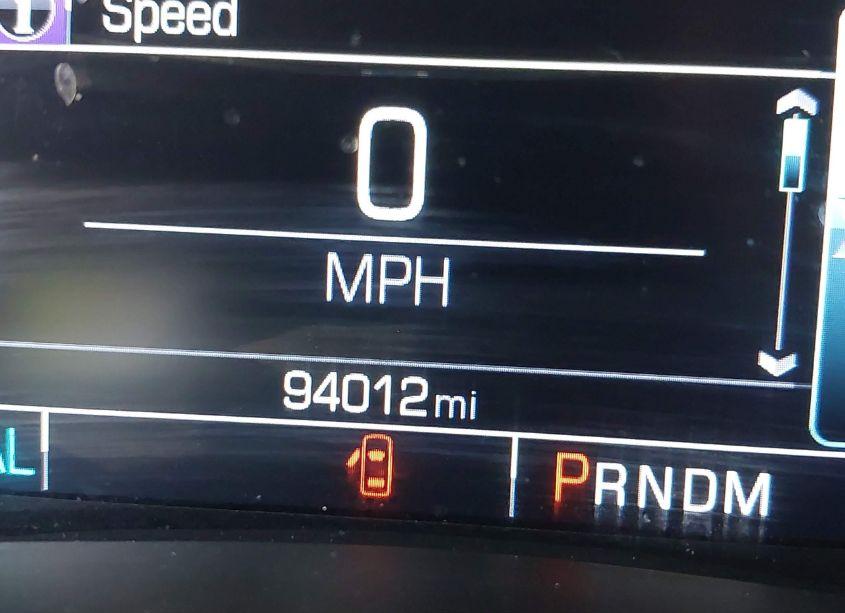 Speed
0
MPH
94012 mi
AL
PRNDM